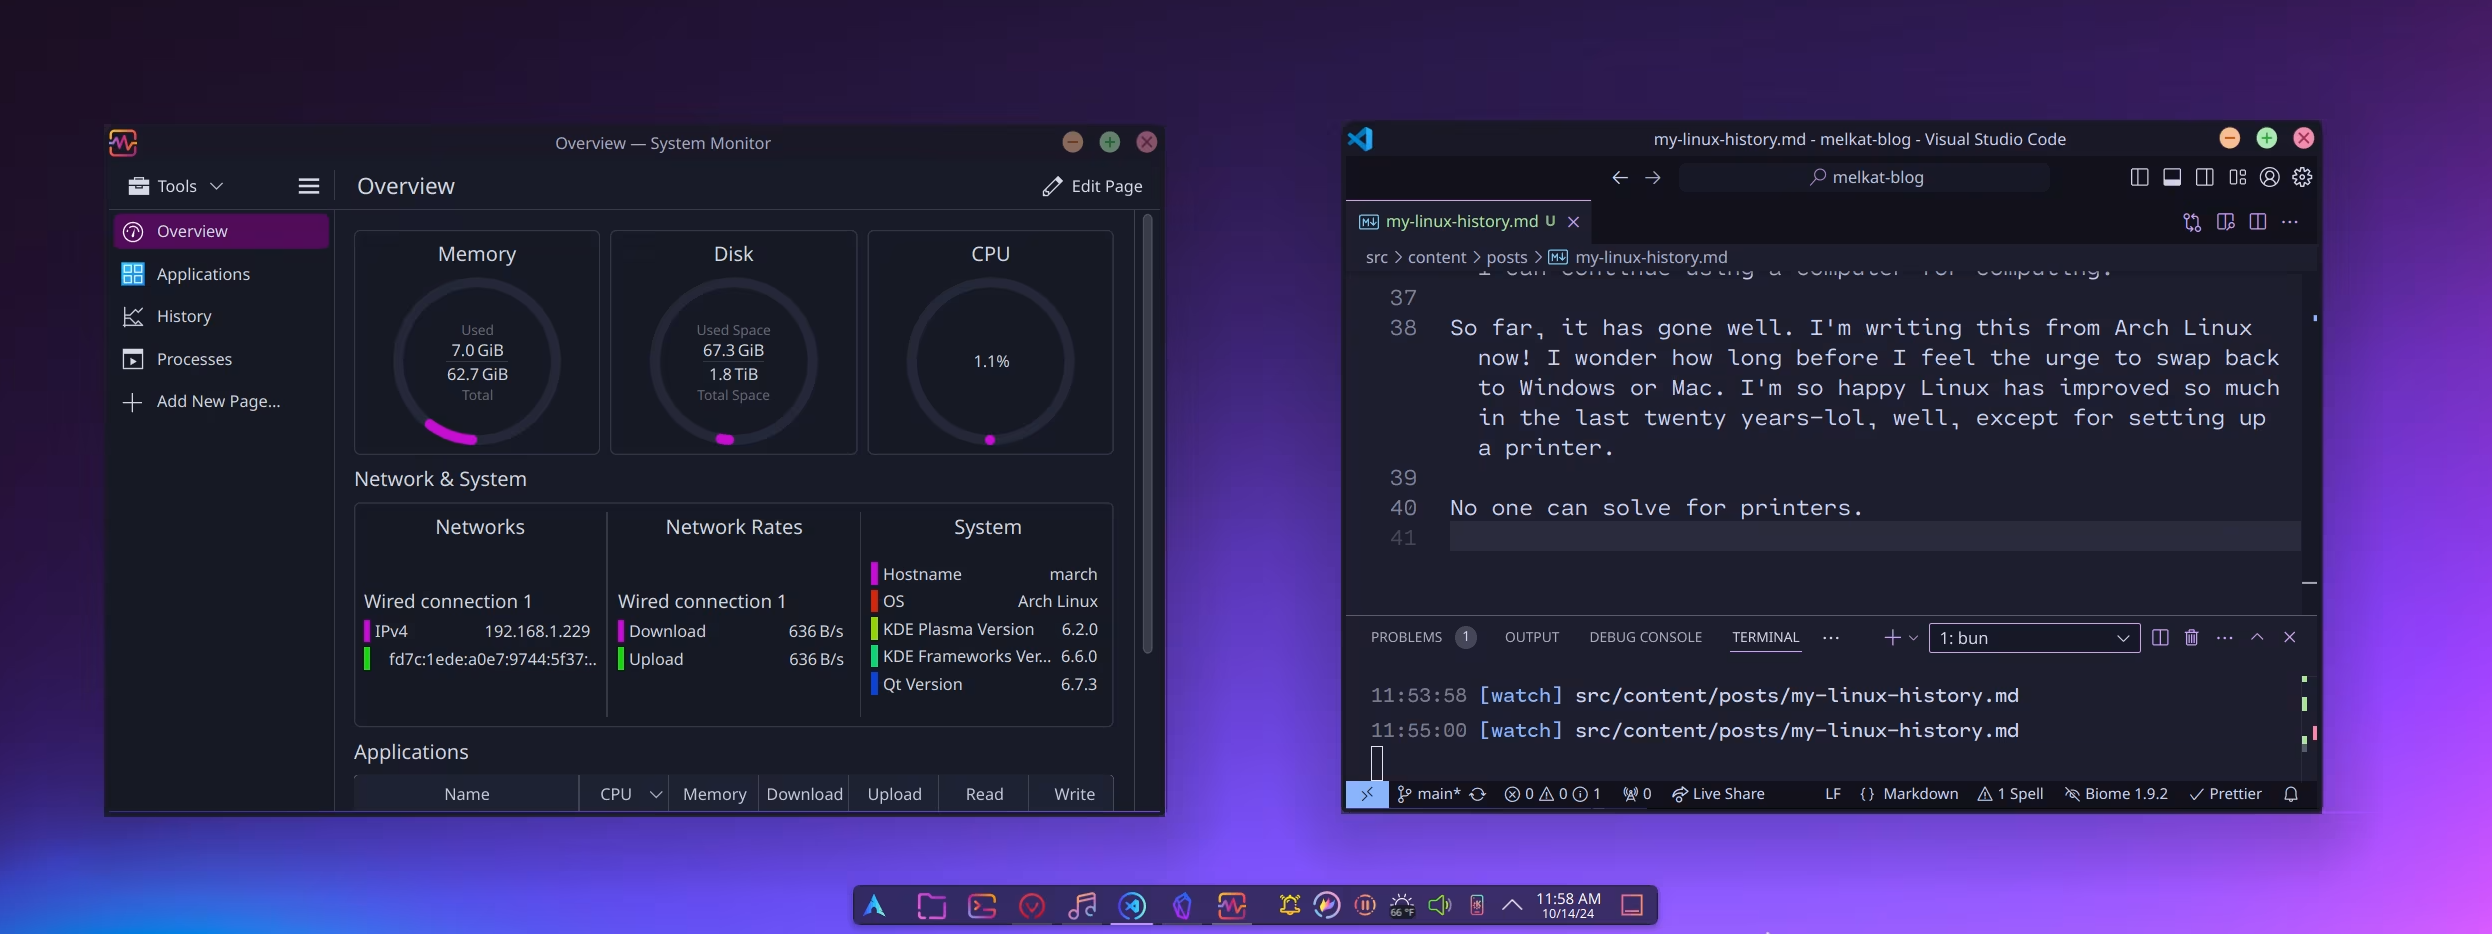 Overview — System Monitor
Tools
Overview
Edit Page
Overview
Applications
History
Processes
Add New Page...
Memory
Used
7.0 GiB
62.7 GiB
Total
Disk
Used Space
67.3 GiB
1.8 TiB
Total Space
CPU
1.1%
Network & System
Networks
Wired connection 1
IPv4 192.168.1.229
fd7c:1ede:a0e7:9744:5f37:...
Network Rates
Wired connection 1
Download 636 B/s
Upload 636 B/s
System
Hostname march
OS Arch Linux
KDE Plasma Version 6.2.0
KDE Frameworks Ver... 6.6.0
Qt Version 6.7.3
Applications
Name CPU Memory Download Upload Read Write
my-linux-history.md - melkat-blog - Visual Studio Code
melkat-blog
my-linux-history.md U
src > content > posts > my-linux-history.md
I can continue using a computer for computing.
37
38 So far, it has gone well. I'm writing this from Arch Linux
now! I wonder how long before I feel the urge to swap back
to Windows or Mac. I'm so happy Linux has improved so much
in the last twenty years-lol, well, except for setting up
a printer.
39
40 No one can solve for printers.
41
PROBLEMS 1 OUTPUT DEBUG CONSOLE TERMINAL ··· 1: bun
11:53:58 [watch] src/content/posts/my-linux-history.md
11:55:00 [watch] src/content/posts/my-linux-history.md
main* 0 0 1 0 Live Share LF {} Markdown 1 Spell Biome 1.9.2 Prettier
66 °F
11:58 AM
10/14/24